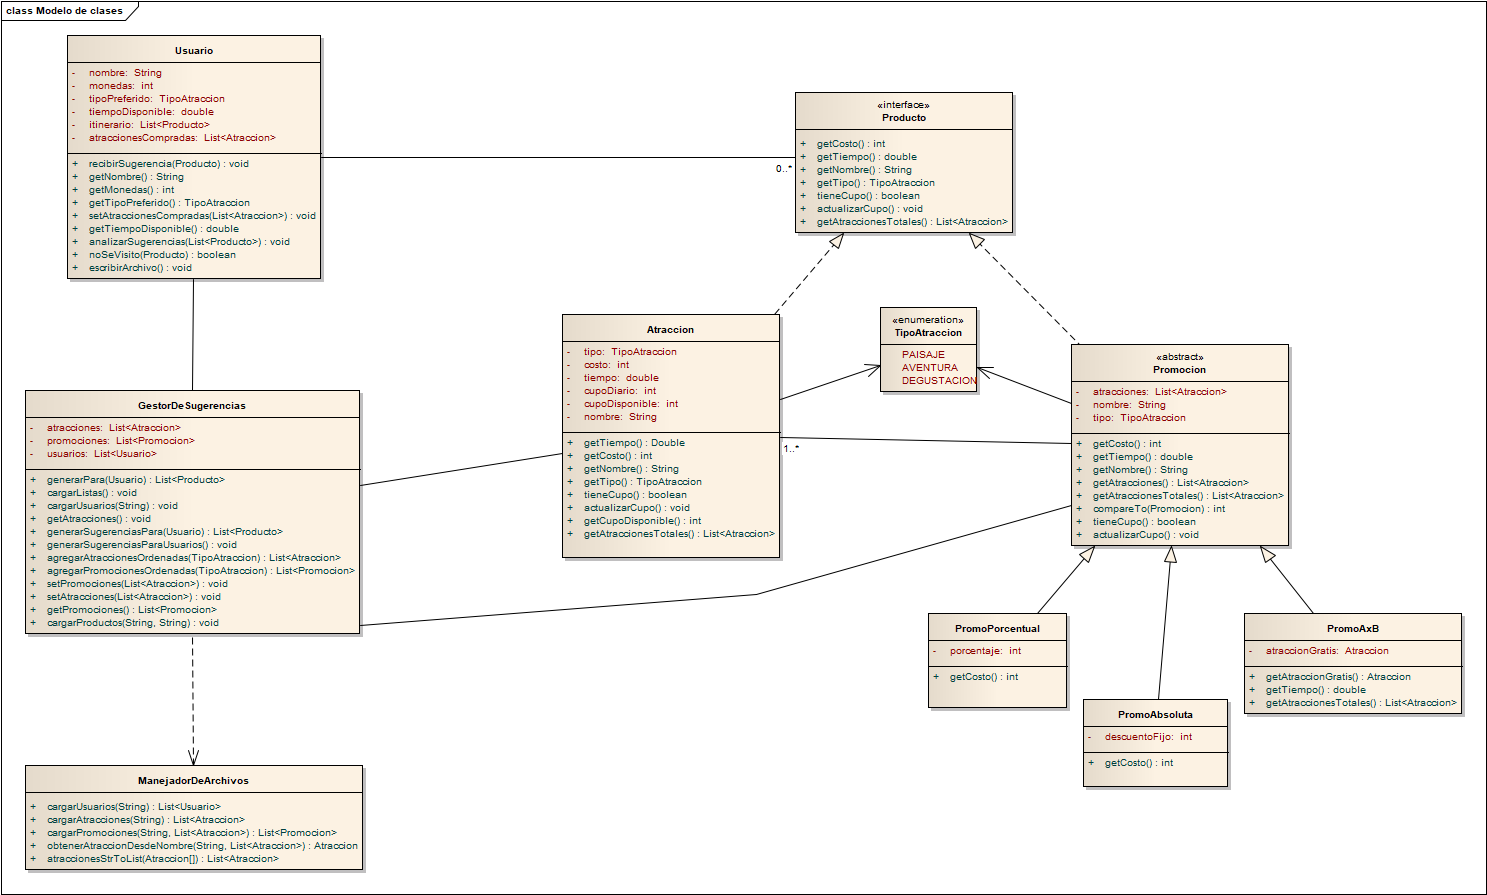 class Modelo de clases
Usuario
- nombre: String
- monedas: int
- tipoPreferido: TipoAtraccion
- tiempoDisponible: double
- itinerario: List<Producto>
- atraccionesCompradas: List<Atraccion>
+ recibirSugerencia(Producto) : void
+ getNombre() : String
+ getMonedas() : int
+ getTipoPreferido() : TipoAtraccion
+ setAtraccionesCompradas(List<Atraccion>) : void
+ getTiempoDisponible() : double
+ analizarSugerencias(List<Producto>) : void
+ noSeVisito(Producto) : boolean
+ escribirArchivo() : void
0..*
«interface»
Producto
+ getCosto() : int
+ getTiempo() : double
+ getNombre() : String
+ getTipo() : TipoAtraccion
+ tieneCupo() : boolean
+ actualizarCupo() : void
+ getAtraccionesTotales() : List<Atraccion>
Atraccion
- tipo: TipoAtraccion
- costo: int
- tiempo: double
- cupoDiario: int
- cupoDisponible: int
- nombre: String
+ getTiempo() : Double
+ getCosto() : int
+ getNombre() : String
+ getTipo() : TipoAtraccion
+ tieneCupo() : boolean
+ actualizarCupo() : void
+ getCupoDisponible() : int
+ getAtraccionesTotales() : List<Atraccion>
1..*
«enumeration»
TipoAtraccion
PAISAJE
AVENTURA
DEGUSTACION
«abstract»
Promocion
- atracciones: List<Atraccion>
- nombre: String
- tipo: TipoAtraccion
+ getCosto() : int
+ getTiempo() : double
+ getNombre() : String
+ getAtracciones() : List<Atraccion>
+ getAtraccionesTotales() : List<Atraccion>
+ compareTo(Promocion) : int
+ tieneCupo() : boolean
+ actualizarCupo() : void
GestorDeSugerencias
- atracciones: List<Atraccion>
- promociones: List<Promocion>
- usuarios: List<Usuario>
+ generarPara(Usuario) : List<Producto>
+ cargarListas() : void
+ cargarUsuarios(String) : void
+ getAtracciones() : void
+ generarSugerenciasPara(Usuario) : List<Producto>
+ generarSugerenciasParaUsuarios() : void
+ agregarAtraccionesOrdenadas(TipoAtraccion) : List<Atraccion>
+ agregarPromocionesOrdenadas(TipoAtraccion) : List<Promocion>
+ setPromociones(List<Atraccion>) : void
+ setAtracciones(List<Atraccion>) : void
+ getPromociones() : List<Promocion>
+ cargarProductos(String, String) : void
PromoPorcentual
- porcentaje: int
+ getCosto() : int
PromoAbsoluta
- descuentoFijo: int
+ getCosto() : int
PromoAxB
- atraccionGratis: Atraccion
+ getAtraccionGratis() : Atraccion
+ getTiempo() : double
+ getAtraccionesTotales() : List<Atraccion>
ManejadorDeArchivos
+ cargarUsuarios(String) : List<Usuario>
+ cargarAtracciones(String) : List<Atraccion>
+ cargarPromociones(String, List<Atraccion>) : List<Promocion>
+ obtenerAtraccionDesdeNombre(String, List<Atraccion>) : Atraccion
+ atraccionesStrToList(Atraccion[]) : List<Atraccion>